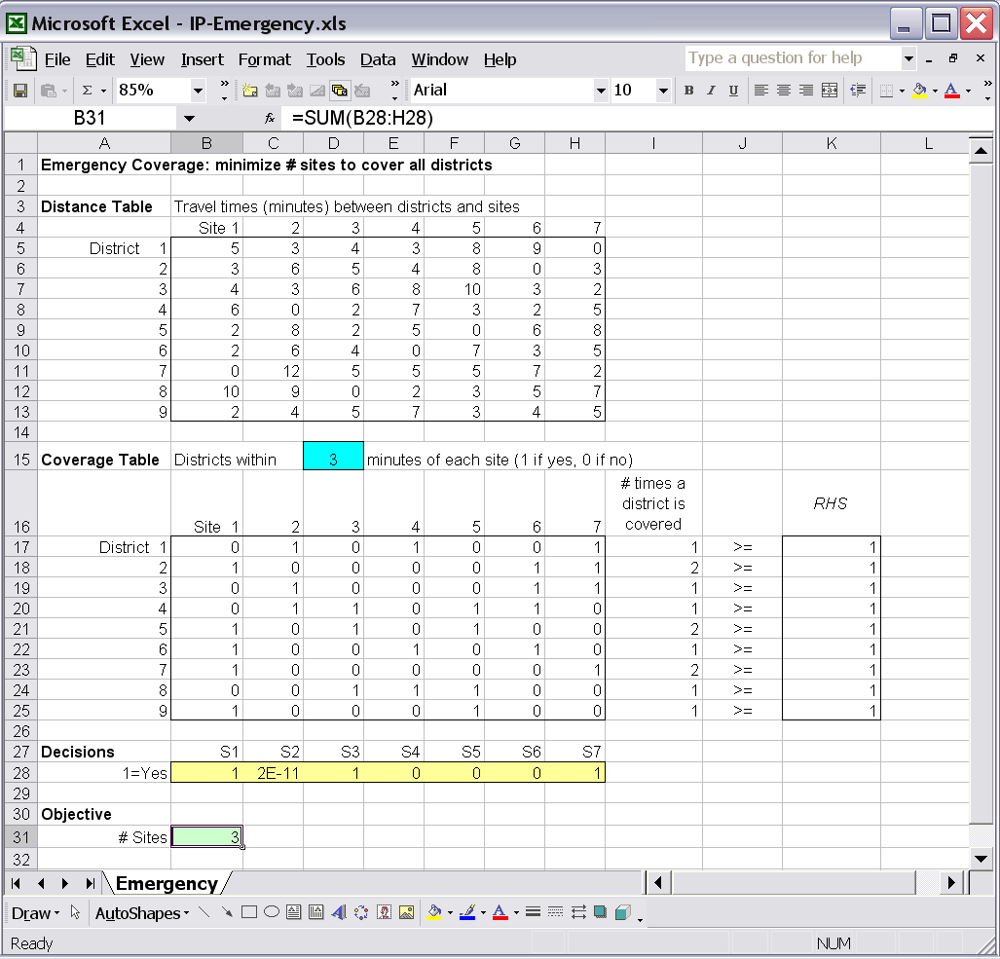 Microsoft Excel - IP-Emergency.xls
File Edit View Insert Format Tools Data Window Help Type a question for help
Σ 85% » » Arial 10 B I U A »
B31 fx =SUM(B28:H28)
A B C D E F G H I J K L
1 Emergency Coverage: minimize # sites to cover all districts
2
3 Distance Table Travel times (minutes) between districts and sites
4 Site 1 2 3 4 5 6 7
5 District 1 5 3 4 3 8 9 0
6 2 3 6 5 4 8 0 3
7 3 4 3 6 8 10 3 2
8 4 6 0 2 7 3 2 5
9 5 2 8 2 5 0 6 8
10 6 2 6 4 0 7 3 5
11 7 0 12 5 5 5 7 2
12 8 10 9 0 2 3 5 7
13 9 2 4 5 7 3 4 5
14
15 Coverage Table Districts within 3 minutes of each site (1 if yes, 0 if no)
# times a
district is RHS
16 Site 1 2 3 4 5 6 7 covered
17 District 1 0 1 0 1 0 0 1 1 >= 1
18 2 1 0 0 0 0 1 1 2 >= 1
19 3 0 1 0 0 0 1 1 1 >= 1
20 4 0 1 1 0 1 1 0 1 >= 1
21 5 1 0 1 0 1 0 0 2 >= 1
22 6 1 0 0 1 0 1 0 1 >= 1
23 7 1 0 0 0 0 0 1 2 >= 1
24 8 0 0 1 1 1 0 0 1 >= 1
25 9 1 0 0 0 1 0 0 1 >= 1
26
27 Decisions S1 S2 S3 S4 S5 S6 S7
28 1=Yes 1 2E-11 1 0 0 0 1
29
30 Objective
31 # Sites 3
32
Emergency
Draw AutoShapes A A
Ready NUM